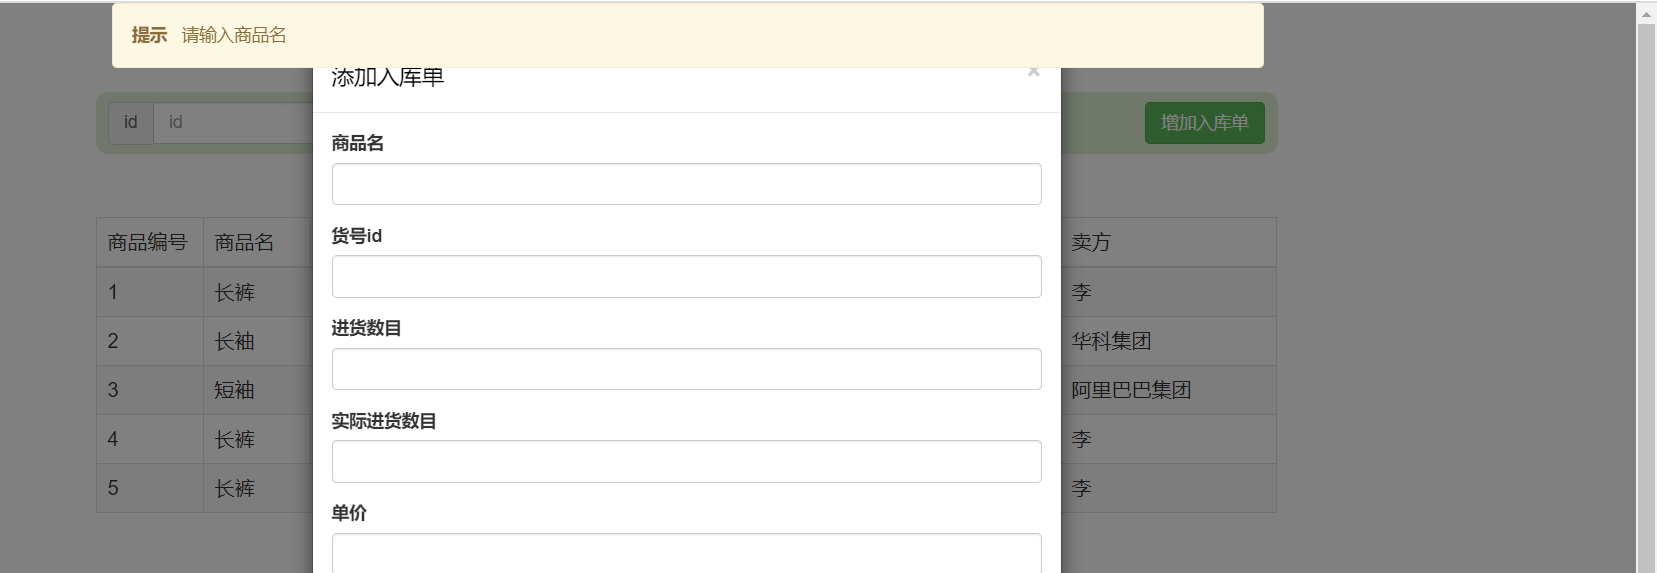 提示 请输入商品名
添加入库单 ×
id id 增加入库单
商品名
货号id
进货数目
实际进货数目
单价
商品编号 商品名 卖方
1 长裤 李
2 长袖 华科集团
3 短袖 阿里巴巴集团
4 长裤 李
5 长裤 李